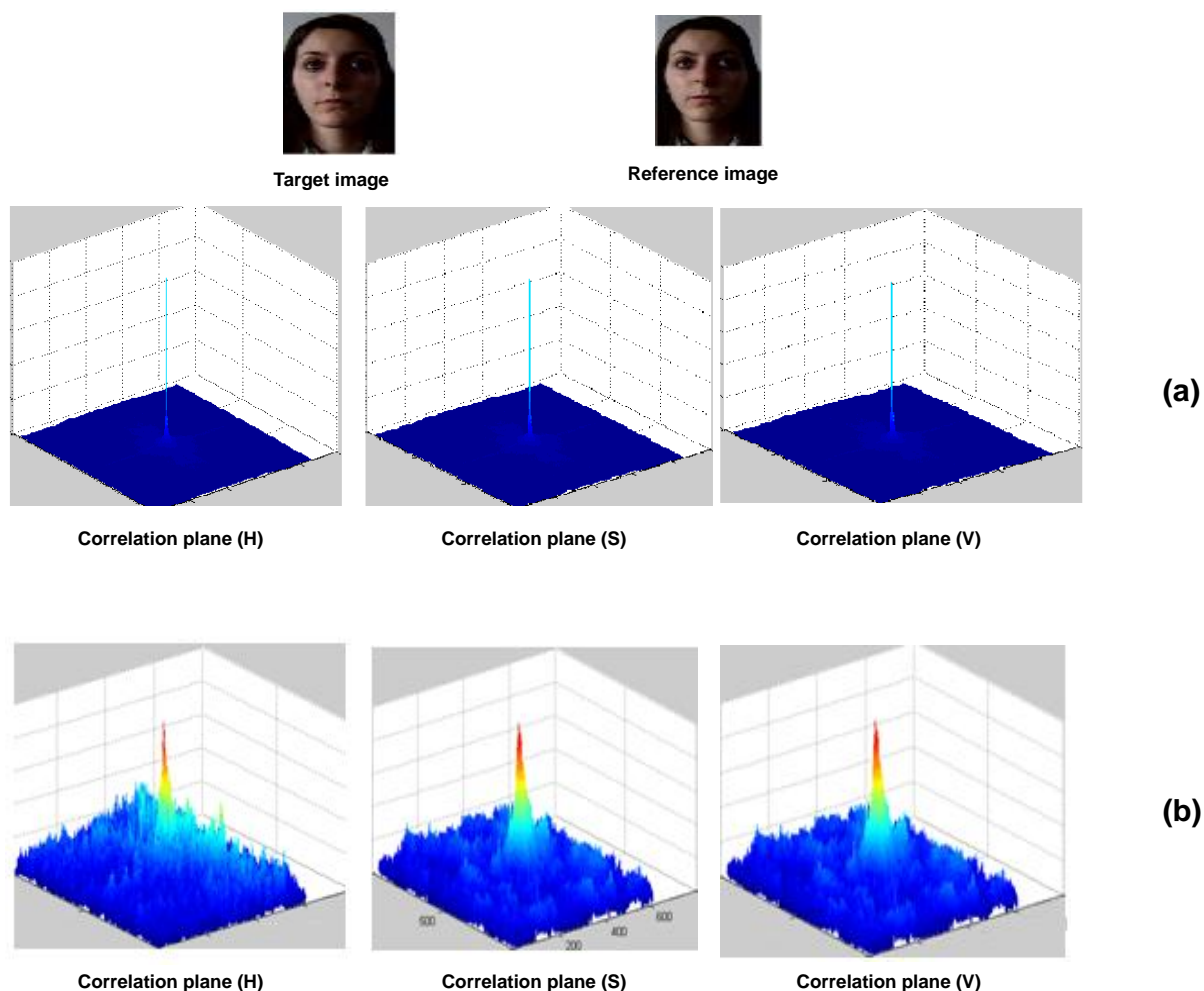 Target image
Reference image
(a)
Correlation plane (H)
Correlation plane (S)
Correlation plane (V)
(b)
600
200
400
600
Correlation plane (H)
Correlation plane (S)
Correlation plane (V)